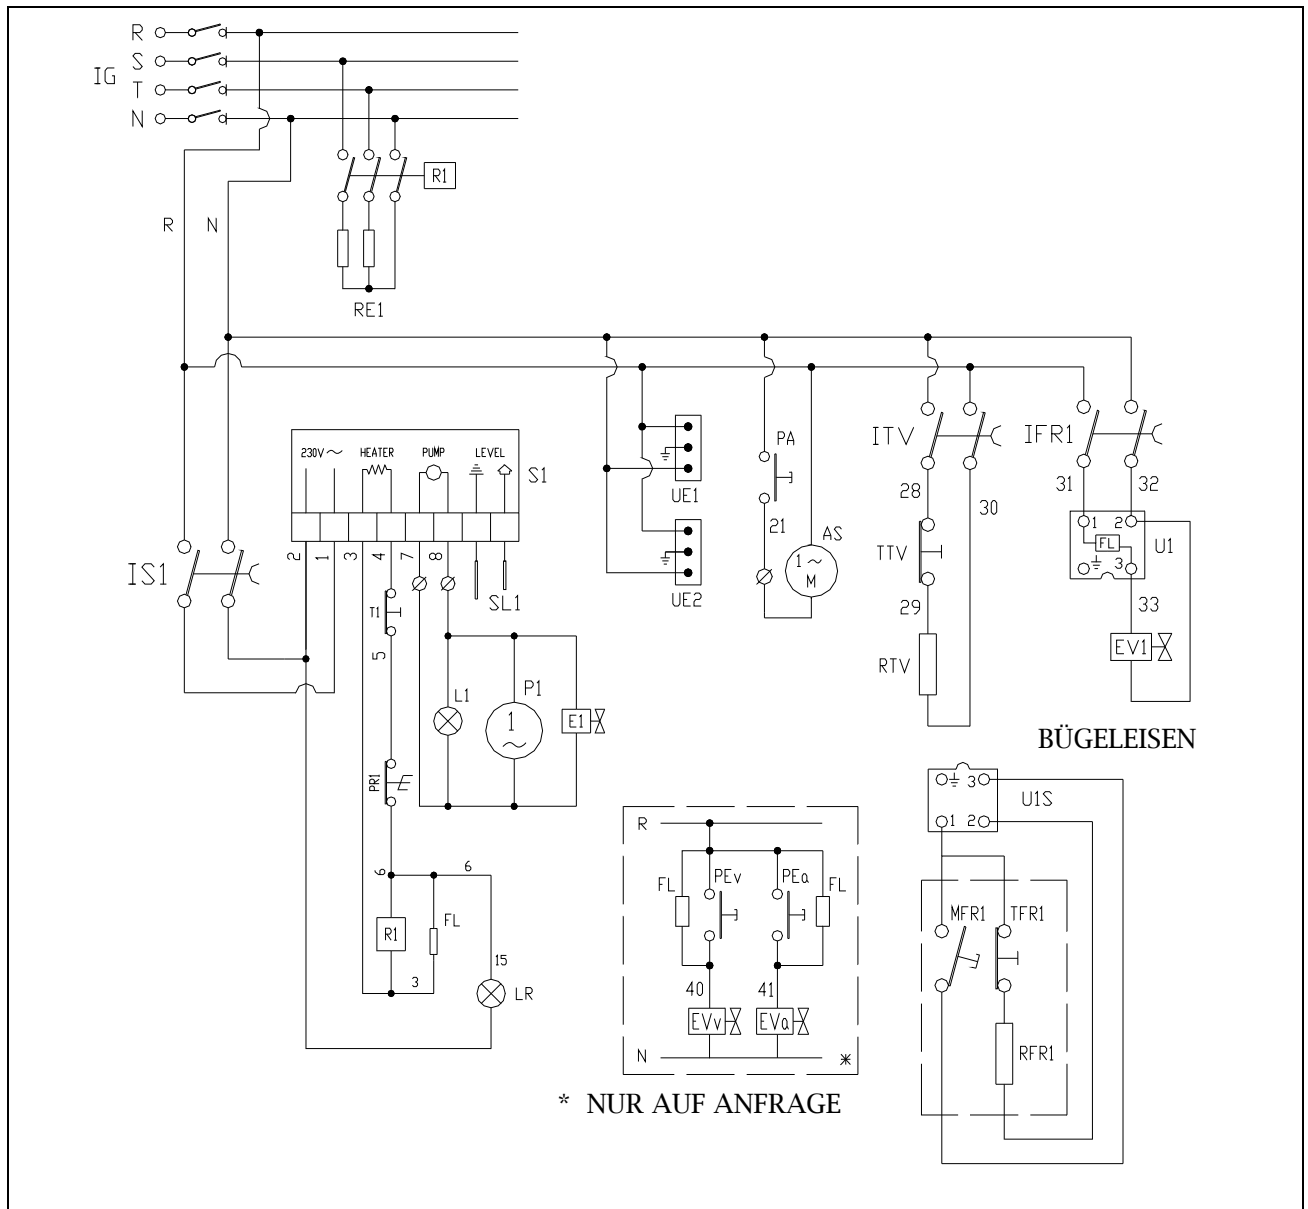 R
S
IG
T
N
R1
R
N
RE1
230V ~ HEATER PUMP LEVEL
S1
2 1 3 4 7 8
IS1
SL1
T1
5
L1
P1
1
~
E1
PR1
6
6
R1
FL
3
15
LR
UE1
UE2
PA
21
AS
1 ~
M
ITV
28
30
TTV
29
RTV
IFR1
31
32
1 2
FL
3
U1
33
EV1
BÜGELEISEN
3
U1S
1 2
MFR1
TFR1
RFR1
R
FL
PEv
PEa
FL
40
41
EVv
EVa
N
*
* NUR AUF ANFRAGE